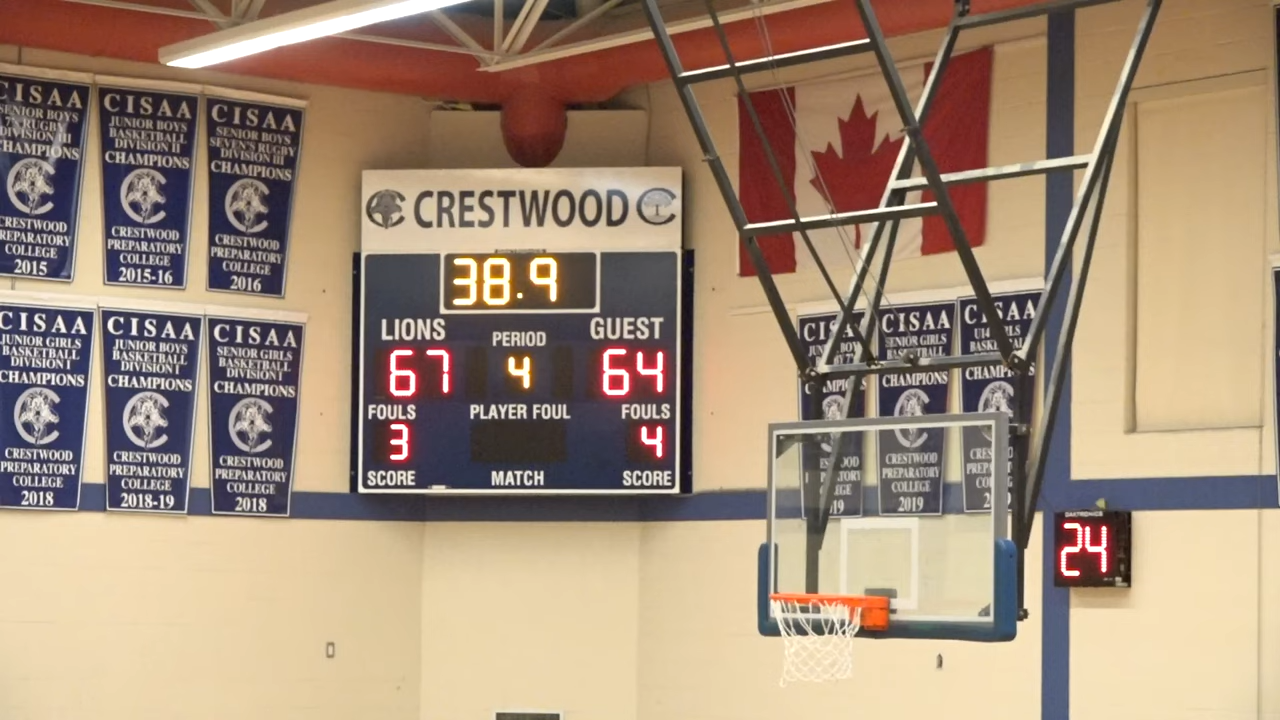 CISAA
SENIOR BOYS
7'S RUGBY
DIVISION III
CHAMPIONS
CRESTWOOD
PREPARATORY
COLLEGE
2015
CISAA
JUNIOR BOYS
BASKETBALL
DIVISION II
CHAMPIONS
CRESTWOOD
PREPARATORY
COLLEGE
2015-16
CISAA
SENIOR BOYS
SEVEN'S RUGBY
DIVISION III
CHAMPIONS
CRESTWOOD
PREPARATORY
COLLEGE
2016
CISAA
JUNIOR GIRLS
BASKETBALL
DIVISION I
CHAMPIONS
CRESTWOOD
PREPARATORY
COLLEGE
2018
CISAA
JUNIOR BOYS
BASKETBALL
DIVISION I
CHAMPIONS
CRESTWOOD
PREPARATORY
COLLEGE
2018-19
CISAA
SENIOR GIRLS
BASKETBALL
DIVISION I
CHAMPIONS
CRESTWOOD
PREPARATORY
COLLEGE
2018
CRESTWOOD
38.9
LIONS PERIOD GUEST
67 4 64
FOULS PLAYER FOUL FOULS
3 4
SCORE MATCH SCORE
CISAA
CISAA
SENIOR BOYS
BASKETBALL
CHAMPIONS
CRESTWOOD
PREPARATORY
COLLEGE
2019
CISAA
DAKTRONICS
24